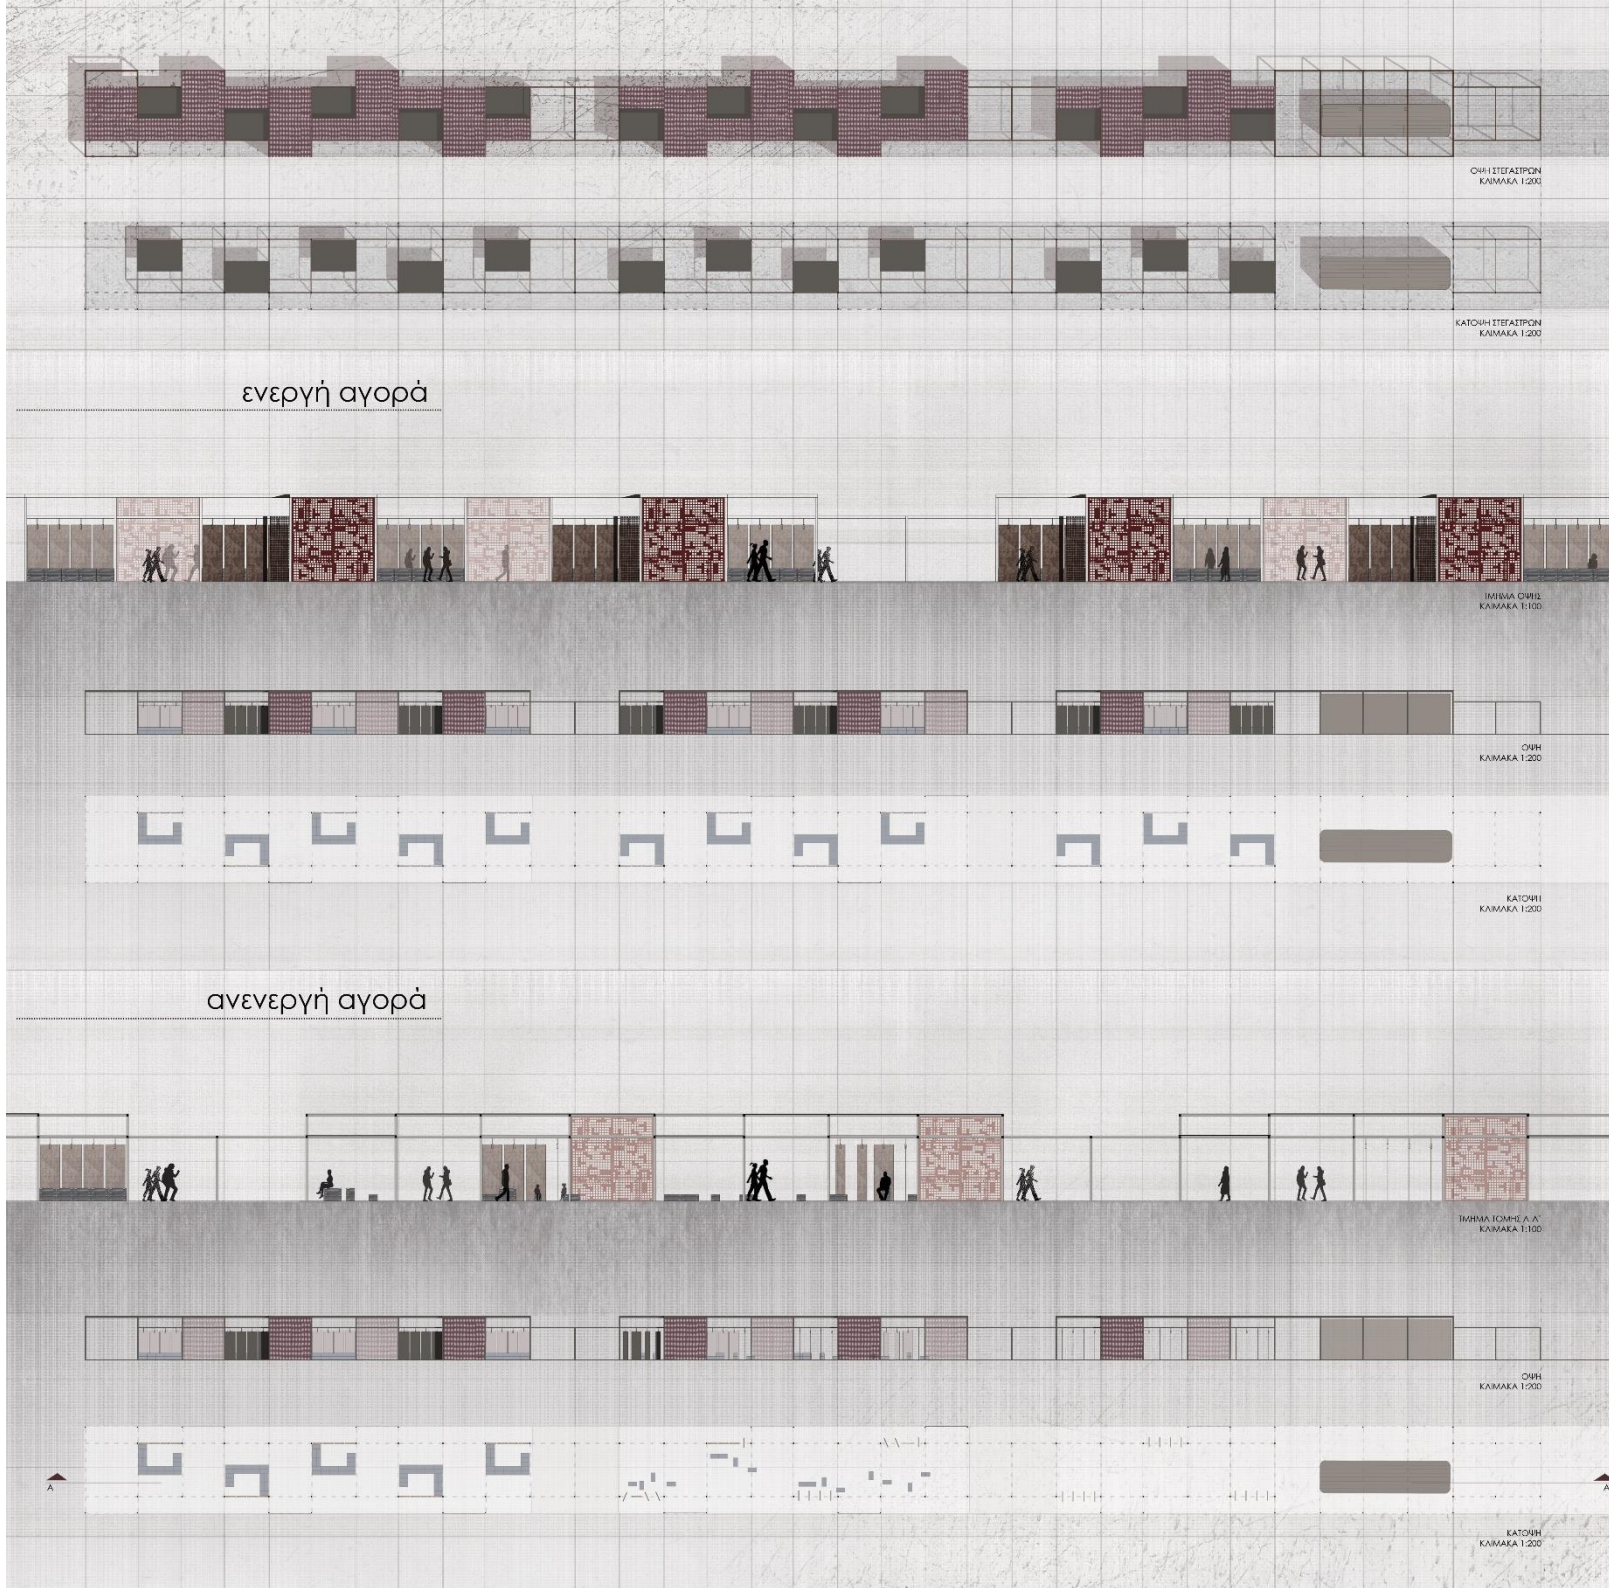 ΟΨΗ ΣΤΕΓΑΣΤΡΩΝ
ΚΛΙΜΑΚΑ 1:200
ΚΑΤΟΨΗ ΣΤΕΓΑΣΤΡΩΝ
ΚΛΙΜΑΚΑ 1:200
ενεργή αγορά
ΤΜΗΜΑ ΟΨΗΣ
ΚΛΙΜΑΚΑ 1:100
ΟΨΗ
ΚΛΙΜΑΚΑ 1:200
ΚΑΤΟΨΗ
ΚΛΙΜΑΚΑ 1:200
ανενεργή αγορά
ΤΜΗΜΑ ΤΟΜΗΣ Α-Α'
ΚΛΙΜΑΚΑ 1:100
ΟΨΗ
ΚΛΙΜΑΚΑ 1:200
Α
Α
ΚΑΤΟΨΗ
ΚΛΙΜΑΚΑ 1:200